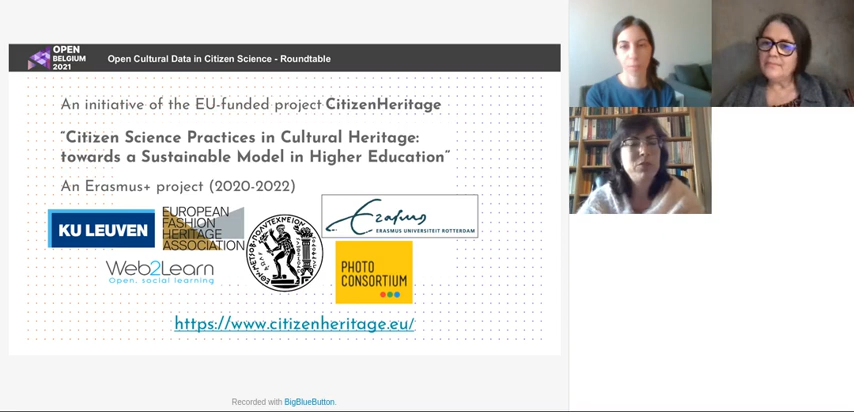 OPEN
BELGIUM
2021
Open Cultural Data in Citizen Science - Roundtable
An initiative of the EU-funded project CitizenHeritage
“Citizen Science Practices in Cultural Heritage:
towards a Sustainable Model in Higher Education”
An Erasmus+ project (2020-2022)
KU LEUVEN
EUROPEAN
FASHION
HERITAGE
ASSOCIATION
Erasmus
ERASMUS UNIVERSITEIT ROTTERDAM
Web2Learn
Open, social learning
PHOTO
CONSORTIUM
https://www.citizenheritage.eu/
Recorded with BigBlueButton.